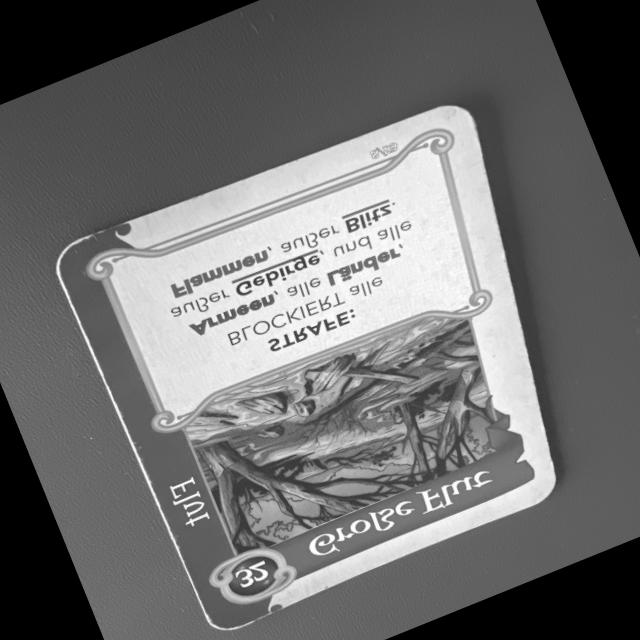 32
Große Flut
Flut
STRAFE:
BLOCKIERT alle
Armeen, alle Länder,
außer Gebirge, und alle
Flammen, außer Blitz.